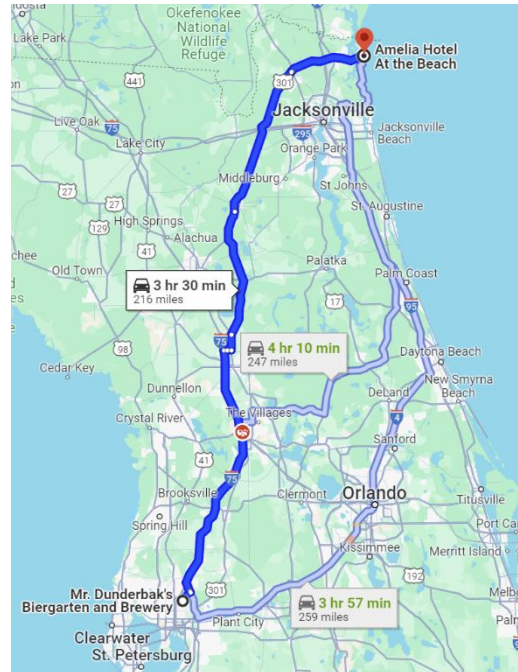 Okefenokee
National
Wildlife
Refuge
Lake Park
441
301
Amelia Hotel
At the Beach
Jacksonville
Live Oak
75
Lake City
295
Jacksonville
Beach
Orange Park
27
Middleburg
St Johns
27
129
High Springs
St. Augustine
Alachua
Old Town
Palatka
Palm Coast
3 hr 30 min
216 miles
17
95
75
4 hr 10 min
247 miles
98
Cedar Key
Daytona Beach
Dunnellon
DeLand
New Smyrna
Beach
Crystal River
The Villages
4
41
Sanford
75
Brooksville
Clermont
Orlando
Titusville
Spring Hill
Kissimmee
Port Ca
Merritt Island
192
Mr. Dunderbak's
Biergarten and Brewery
301
3 hr 57 min
259 miles
Melb
Plant City
Clearwater
St. Petersburg